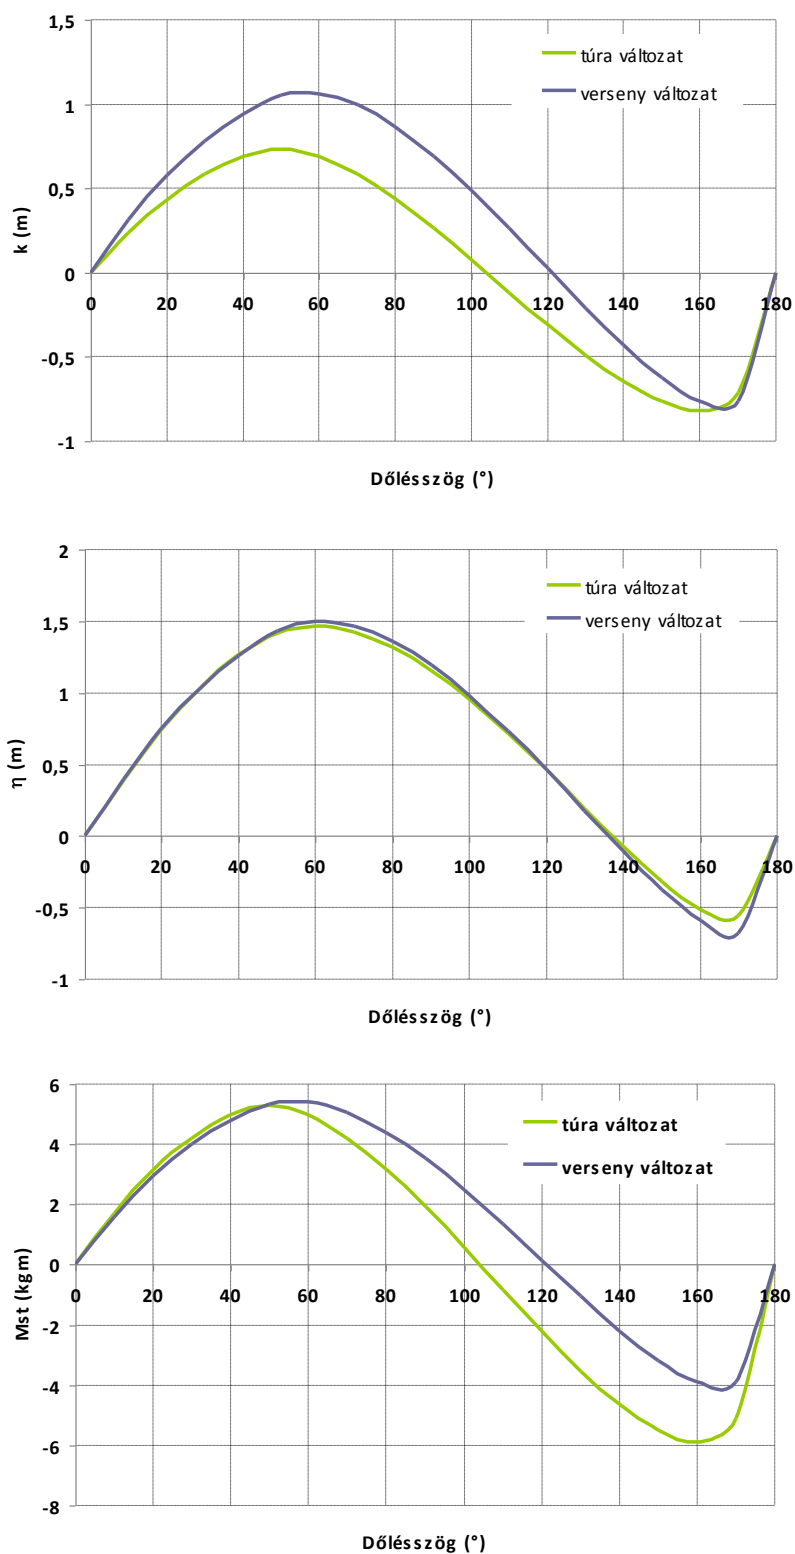 1,5
túra változat
verseny változat
1
0,5
k (m)
0
0 20 40 60 80 100 120 140 160 180
-0,5
-1
Dőlésszög (°)
2
túra változat
1,5
verseny változat
1
η (m)
0,5
0
0 20 40 60 80 100 120 140 160 180
-0,5
-1
Dőlésszög (°)
6
túra változat
4
verseny változat
2
Mst (kgm)
0
0 20 40 60 80 100 120 140 160 180
-2
-4
-6
-8
Dőlésszög (°)